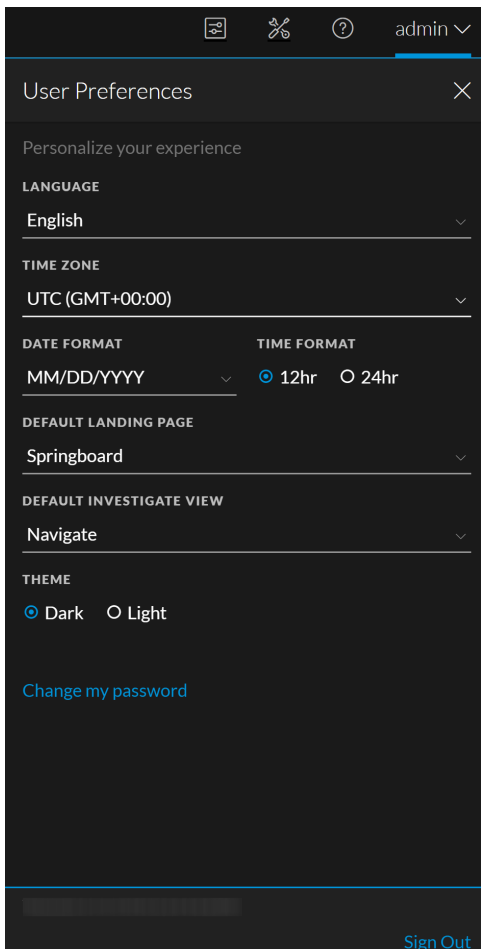 admin
User Preferences
Personalize your experience
LANGUAGE
English
TIME ZONE
UTC (GMT+00:00)
DATE FORMAT TIME FORMAT
MM/DD/YYYY 12hr 24hr
DEFAULT LANDING PAGE
Springboard
DEFAULT INVESTIGATE VIEW
Navigate
THEME
Dark Light
Change my password
Sign Out